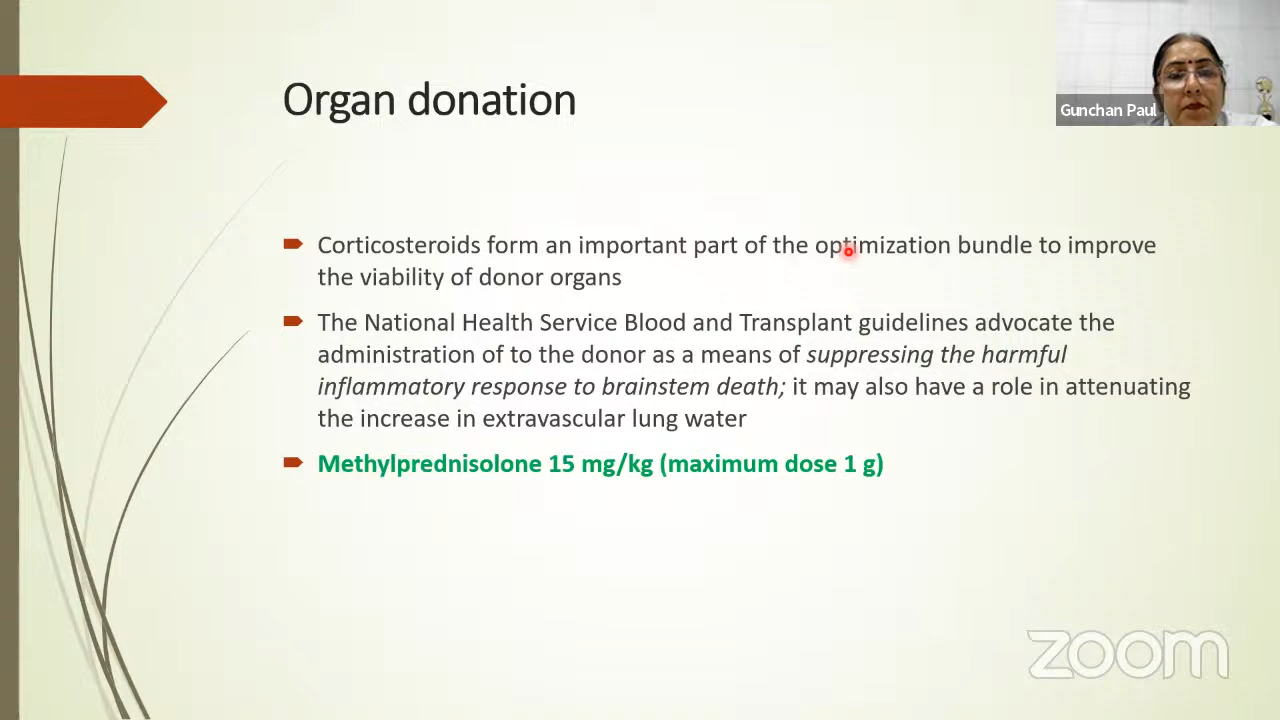 Organ donation
Gunchan Paul
Corticosteroids form an important part of the optimization bundle to improve
the viability of donor organs
The National Health Service Blood and Transplant guidelines advocate the
administration of to the donor as a means of suppressing the harmful
inflammatory response to brainstem death; it may also have a role in attenuating
the increase in extravascular lung water
Methylprednisolone 15 mg/kg (maximum dose 1 g)
zoom